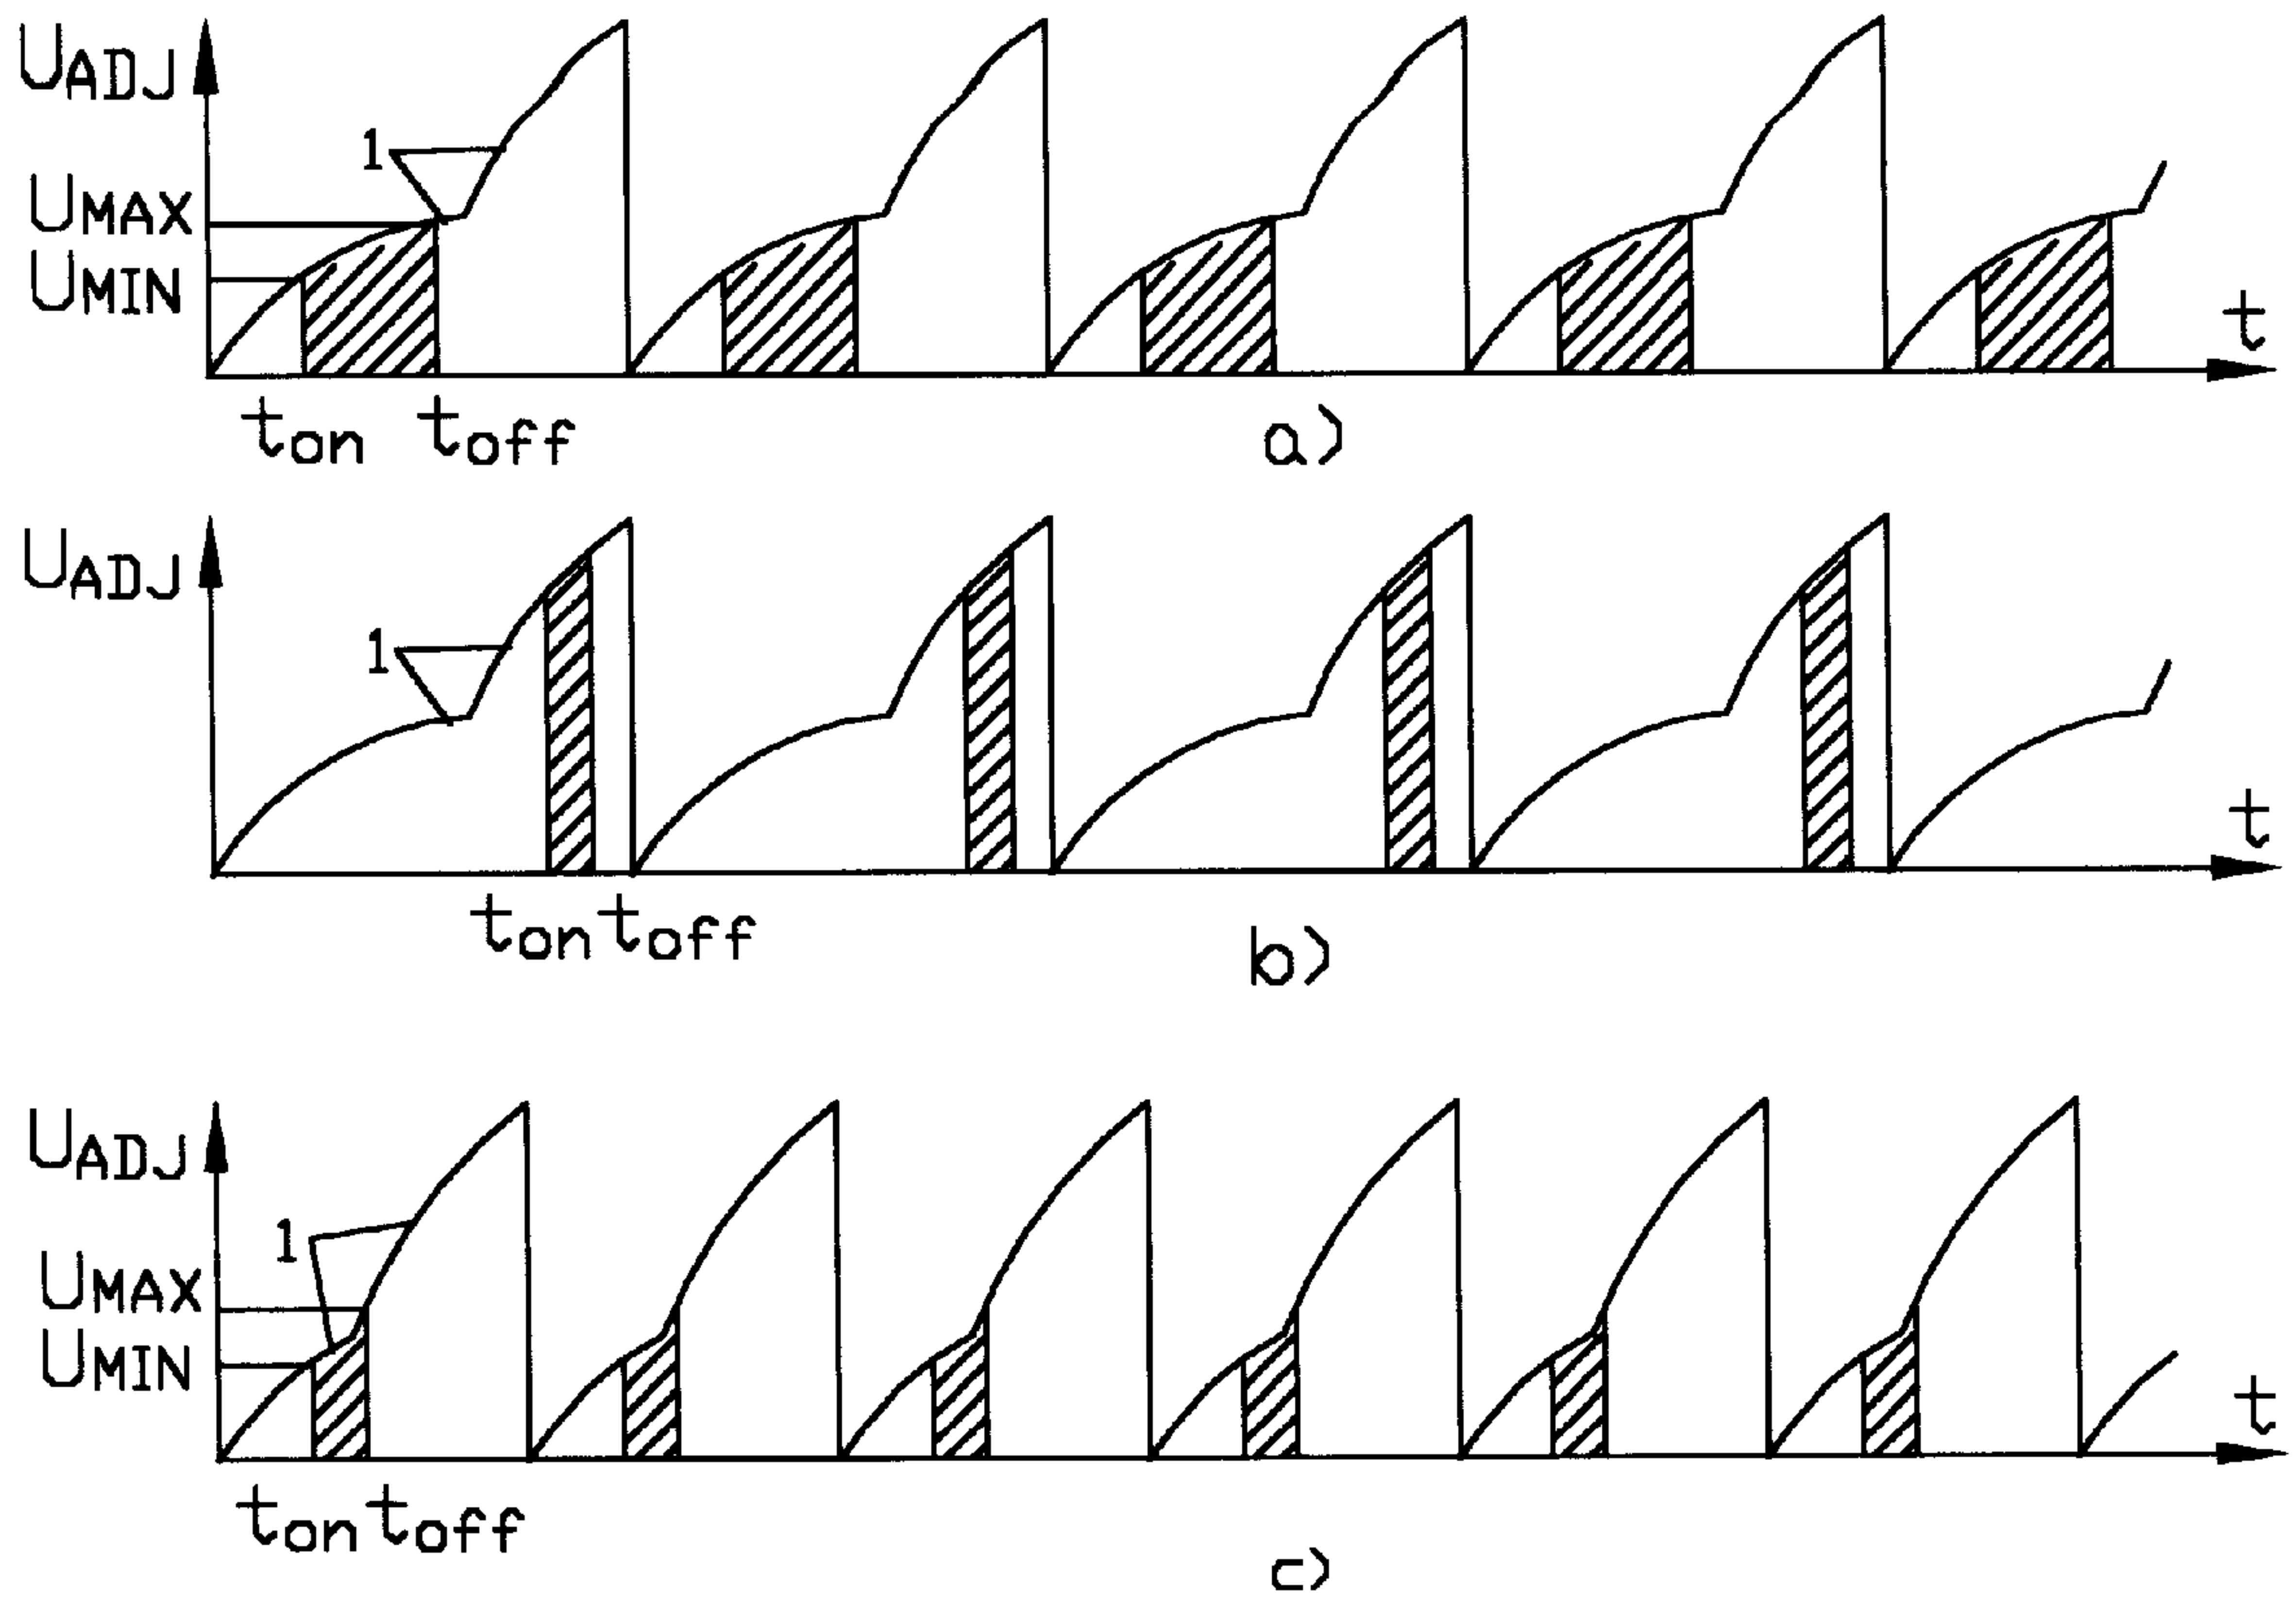 UADJ
1
UMAX
UMIN
t
ton toff
a)
UADJ
1
t
ton toff
b)
UADJ
1
UMAX
UMIN
t
ton toff
c)